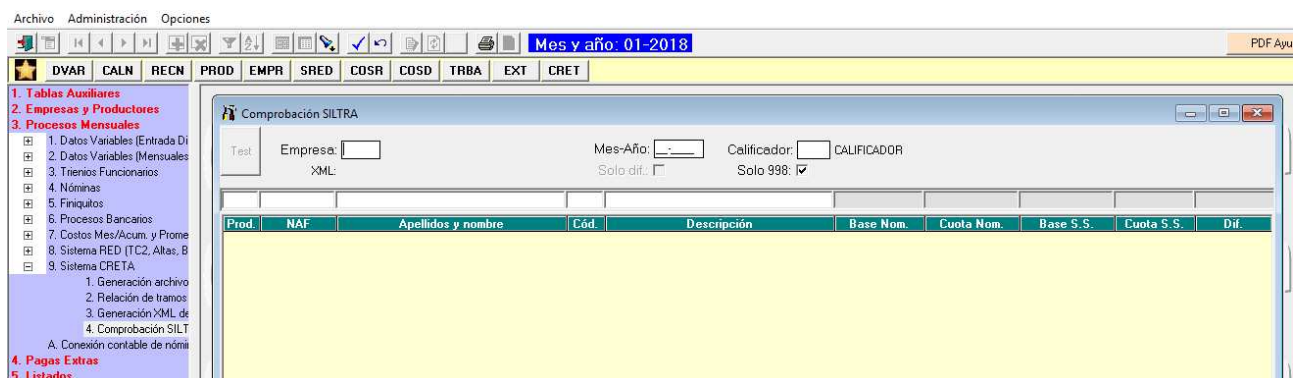 Archivo Administración Opciones
Mes y año: 01-2018
PDF Ayu
DVAR CALN RECN PROD EMPR SRED COSR COSD TRBA EXT CRET
1. Tablas Auxiliares
2. Empresas y Productores
3. Procesos Mensuales
1. Datos Variables (Entrada Di
2. Datos Variables (Mensuales
3. Trienios Funcionarios
4. Nóminas
5. Finiquitos
6. Procesos Bancarios
7. Costos Mes/Acum. y Prome
8. Sistema RED (TC2, Altas, B
9. Sistema CRETA
1. Generación archivo
2. Relación de tramos
3. Generación XML de
4. Comprobación SILT
A. Conexión contable de nómi
4. Pagas Extras
5. Listados
Comprobación SILTRA
Test Empresa: Mes-Año: __-____ Calificador: CALIFICADOR
XML: Solo dif.: Solo 998:
Prod. NAF Apellidos y nombre Cód. Descripción Base Nom. Cuota Nom. Base S.S. Cuota S.S. Dif.